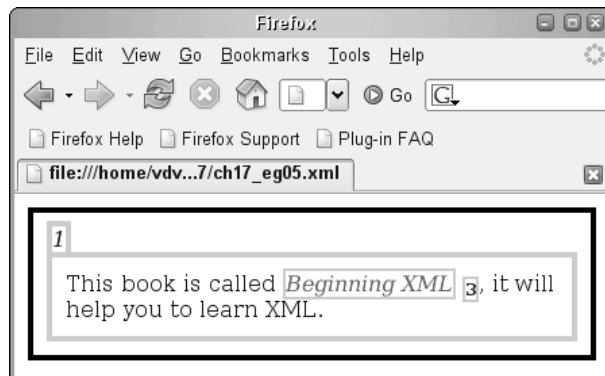 Firefox
File Edit View Go Bookmarks Tools Help
Go G
Firefox Help Firefox Support Plug-in FAQ
file:///home/vdv...7/ch17_eg05.xml
1
This book is called Beginning XML 3, it will
help you to learn XML.